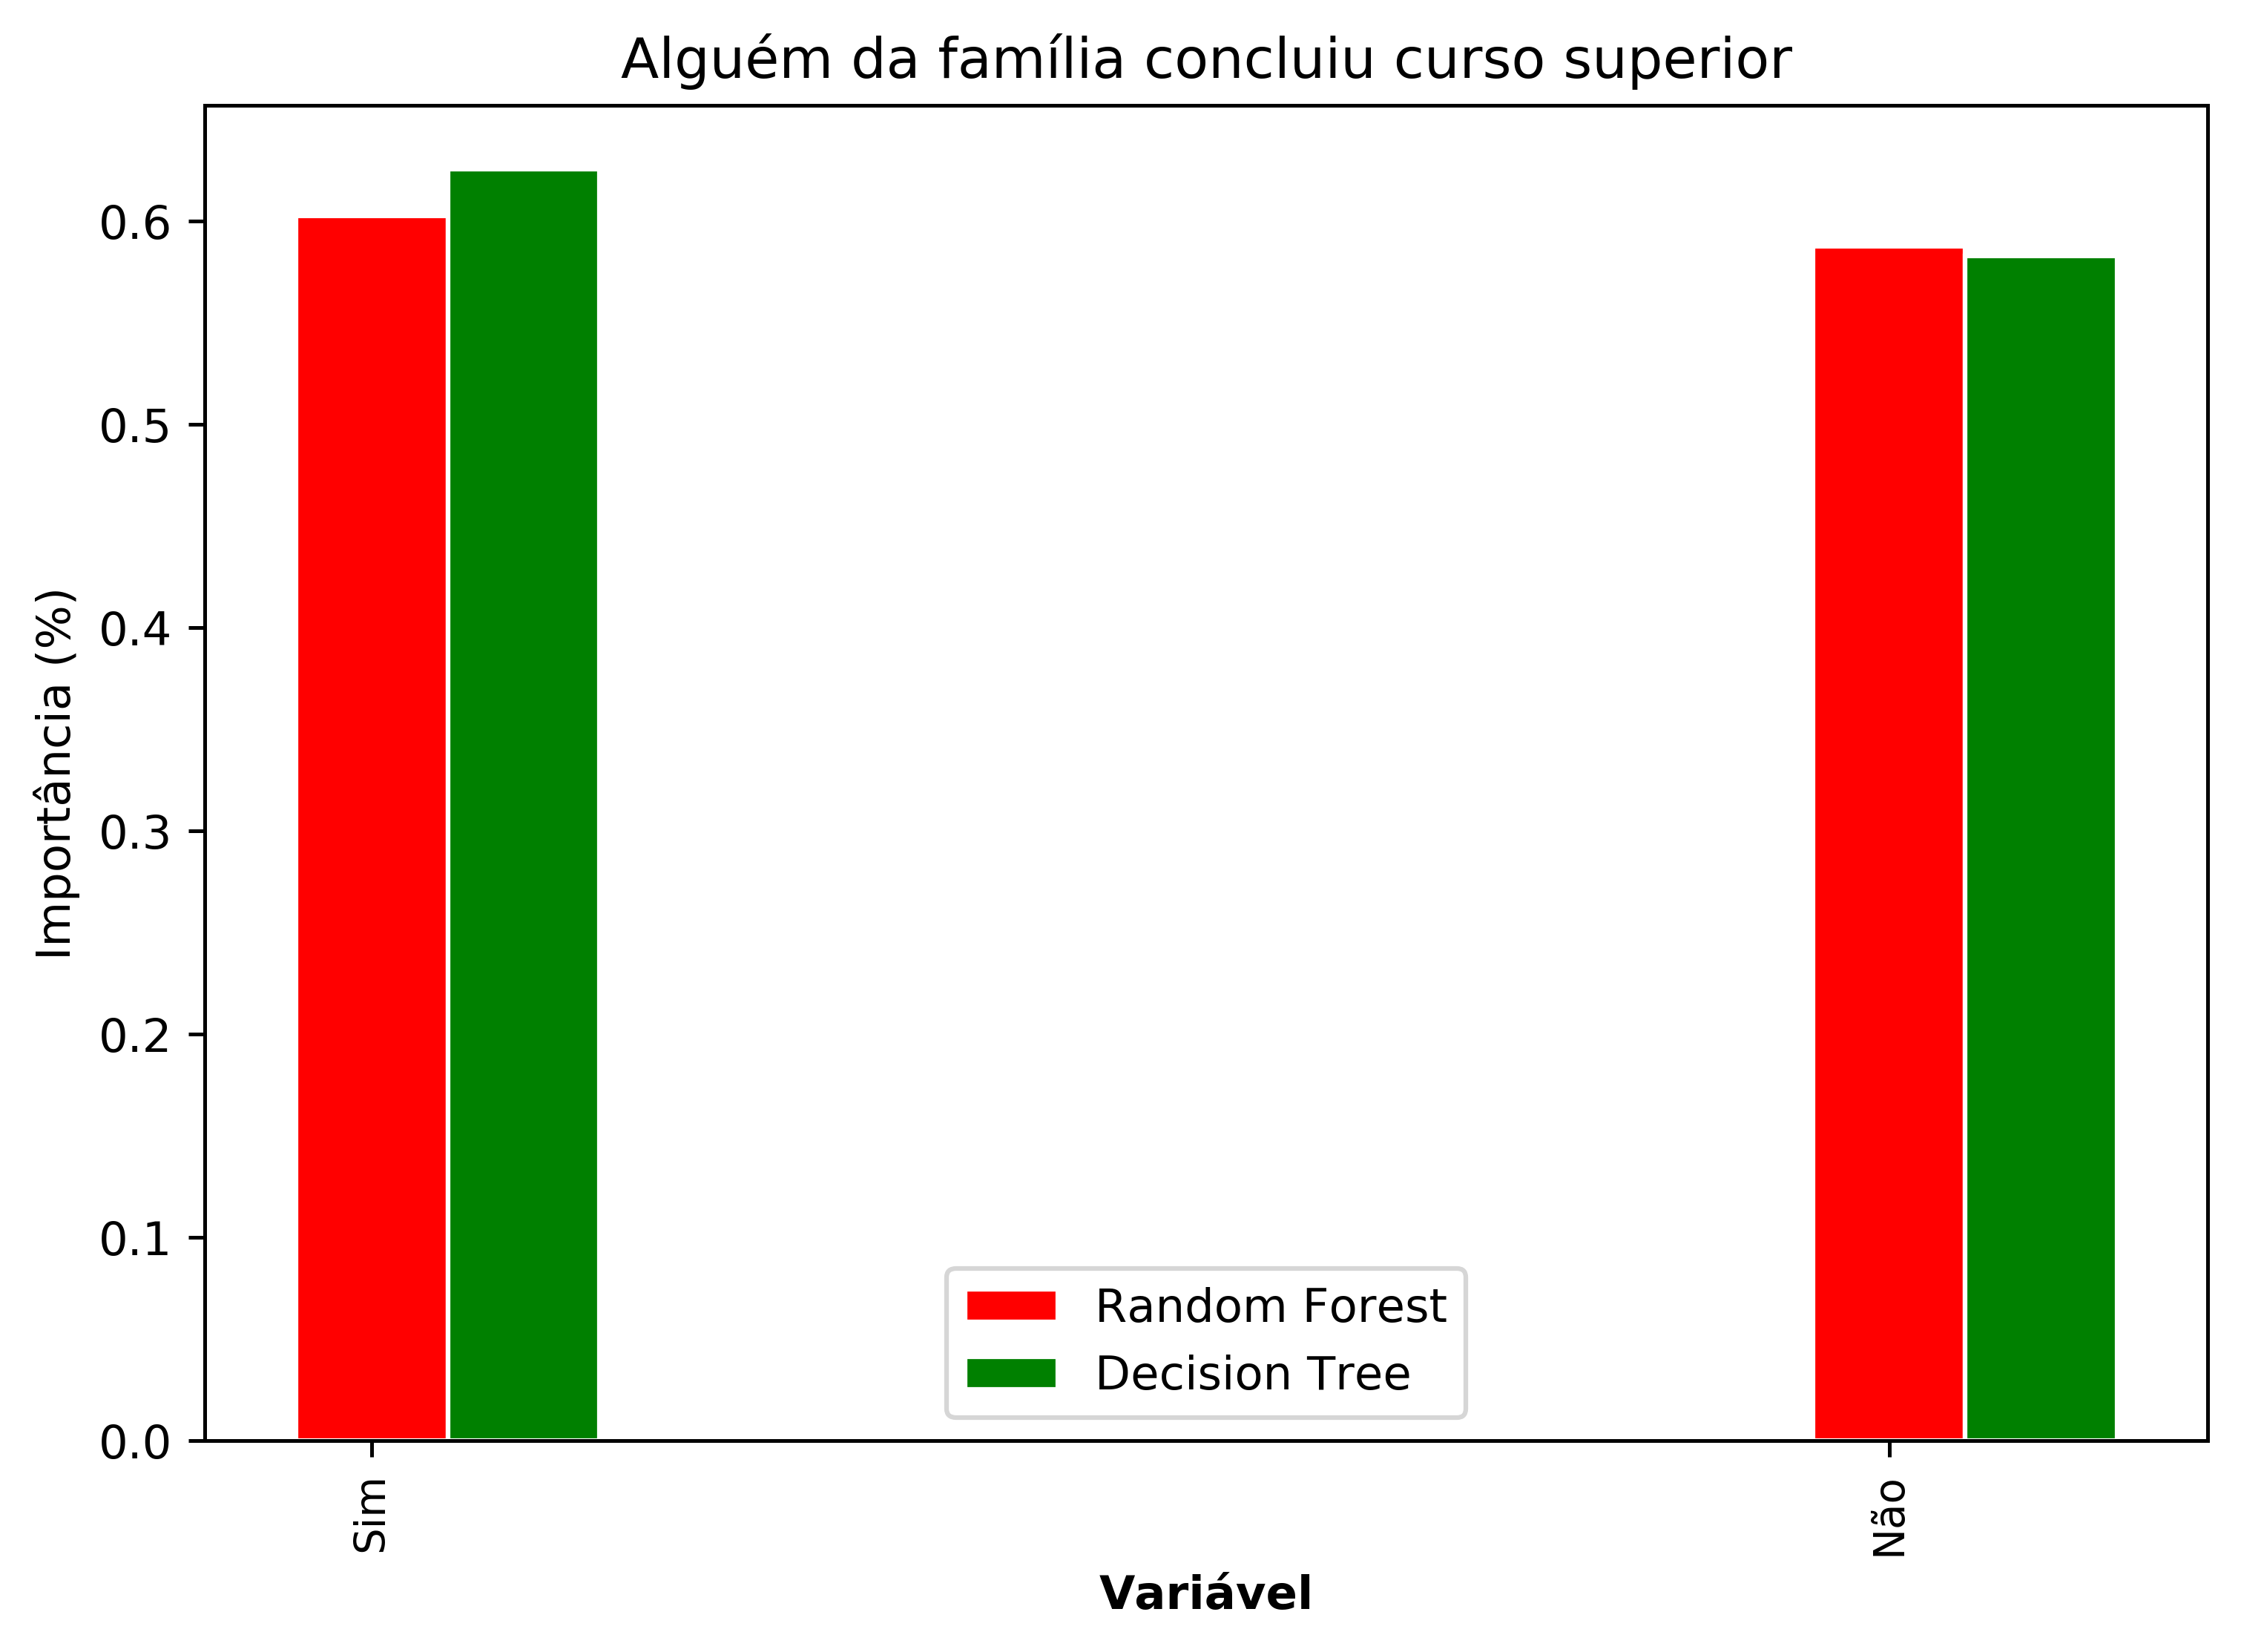 Alguém da família concluiu curso superior
Importância (%)
0.6
0.5
0.4
0.3
0.2
0.1
0.0
Random Forest
Decision Tree
Sim
Não
Variável